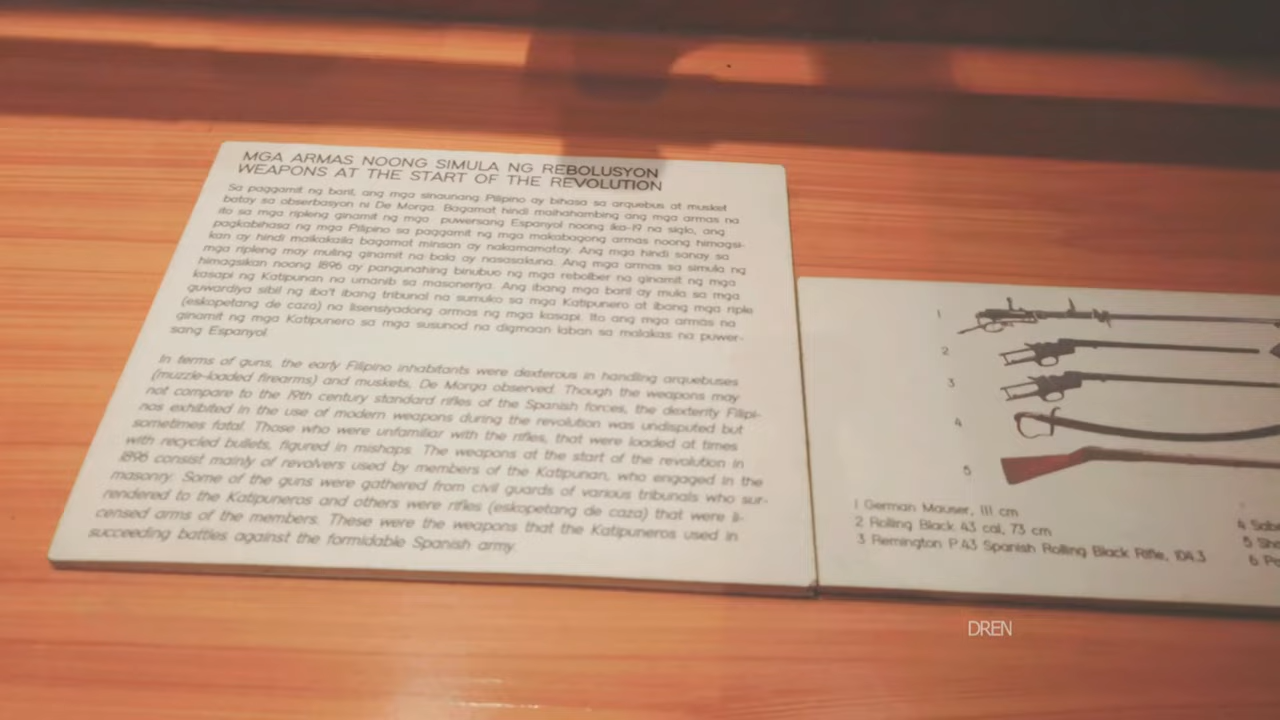 MGA ARMAS NOONG SIMULA NG REBOLUSYON
WEAPONS AT THE START OF THE REVOLUTION
Sa paggamit ng baril, ang mga sinaunang Pilipino ay bihasa sa arquebus at musket
batay sa obserbasyon ni De Morga. Bagamat hindi maihahambing ang mga armas na
ito sa mga ripleng ginamit ng mga puwersang Espanyol noong ika-19 na siglo, ang
pagkabihasa ng mga Pilipino sa paggamit ng mga makabagong armas noong himagsi-
kan ay hindi maikakaila bagamat minsan ay nakamamatay. Ang mga hindi sanay sa
mga ripleng may muling ginamit na bala ay nasasakuna. Ang mga armas sa simula ng
himagsikan noong 1896 ay pangunahing binubuo ng mga rebolber na ginamit ng mga
kasapi ng Katipunan na umanib sa masoneriya. Ang ibang mga baril ay mula sa mga
guwardiya sibil ng iba't ibang tribunal na sumuko sa mga Katipunero at ibang mga riple
(eskopetang de caza) na lisensiyadong armas ng mga kasapi. Ito ang mga armas na
ginamit ng mga Katipunero sa mga susunod na digmaan laban sa malakas na puwer-
sang Espanyol.
In terms of guns, the early Filipino inhabitants were dexterous in handling arquebuses
(muzzle-loaded firearms) and muskets, De Morga observed. Though the weapons may
not compare to the 19th century standard rifles of the Spanish forces, the dexterity Filipi-
nos exhibited in the use of modern weapons during the revolution was undisputed but
sometimes fatal. Those who were unfamiliar with the rifles, that were loaded at times
with recycled bullets, figured in mishaps. The weapons at the start of the revolution in
1896 consist mainly of revolvers used by members of the Katipunan, who engaged in the
masonry. Some of the guns were gathered from civil guards of various tribunals who sur-
rendered to the Katipuneros and others were rifles (eskopetang de caza) that were li-
censed arms of the members. These were the weapons that the Katipuneros used in
succeeding battles against the formidable Spanish army.
1
2
3
4
5
1 German Mauser, 111 cm
2 Rolling Black .43 cal, 73 cm
3 Remington P.43 Spanish Rolling Black Rifle, 104.3
4
5
6
DREN